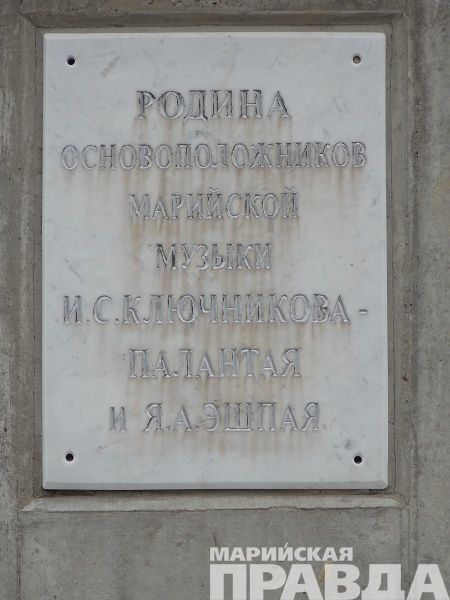 РОДИНА
ОСНОВОПОЛОЖНИКОВ
МАРИЙСКОЙ
МУЗЫКИ
И.С.КЛЮЧНИКОВА-
ПАЛАНТАЯ
И Я.А.ЭШПАЯ
МАРИЙСКАЯ
ПРАВДА